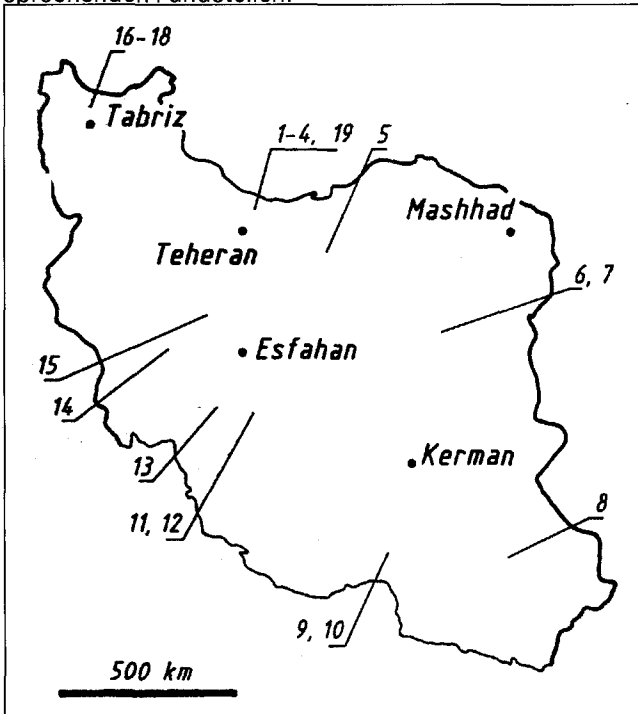 sprechenden Fundstellen.
16-18
Tabriz
1-4, 19
5
Mashhad
Teheran
6, 7
Esfahan
15
14
Kerman
13
8
11, 12
9, 10
500 km